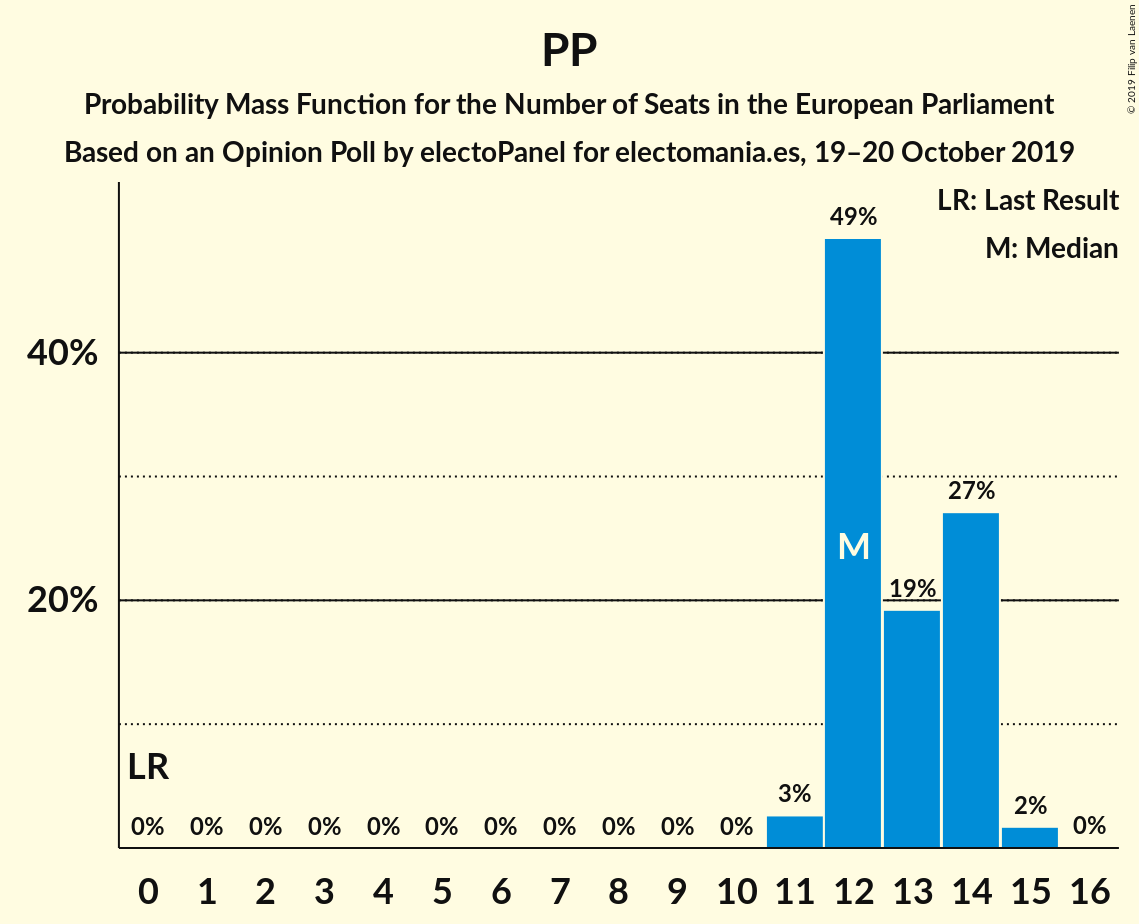 PP
Probability Mass Function for the Number of Seats in the European Parliament
Based on an Opinion Poll by electoPanel for electomania.es, 19–20 October 2019
© 2019 Filip van Laenen
LR: Last Result
M: Median
49%
40%
27%
M
19%
20%
LR
0% 0% 0% 0% 0% 0% 0% 0% 0% 0% 0% 3% 2% 0%
0 1 2 3 4 5 6 7 8 9 10 11 12 13 14 15 16